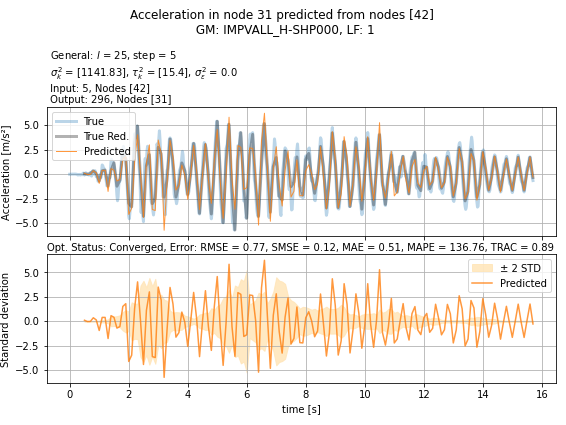 Acceleration in node 31 predicted from nodes [42]
GM: IMPVALL_H-SHP000, LF: 1
General: l = 25, step = 5
σ²ₖ = [1141.83], τ²ₖ = [15.4], σ²ε = 0.0
Input: 5, Nodes [42]
Output: 296, Nodes [31]
Acceleration [m/s²]
5.0
2.5
0.0
−2.5
−5.0
True
True Red.
Predicted
Opt. Status: Converged, Error: RMSE = 0.77, SMSE = 0.12, MAE = 0.51, MAPE = 136.76, TRAC = 0.89
Standard deviation
5.0
2.5
0.0
−2.5
−5.0
± 2 STD
Predicted
0 2 4 6 8 10 12 14 16
time [s]